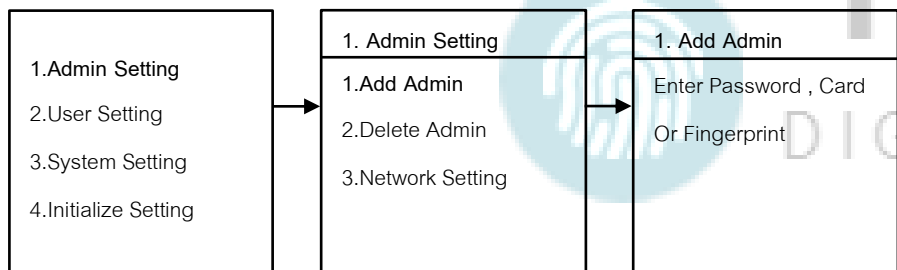 1.Admin Setting
2.User Setting
3.System Setting
4.Initialize Setting
1. Admin Setting
1.Add Admin
2.Delete Admin
3.Network Setting
1. Add Admin
Enter Password , Card
Or Fingerprint